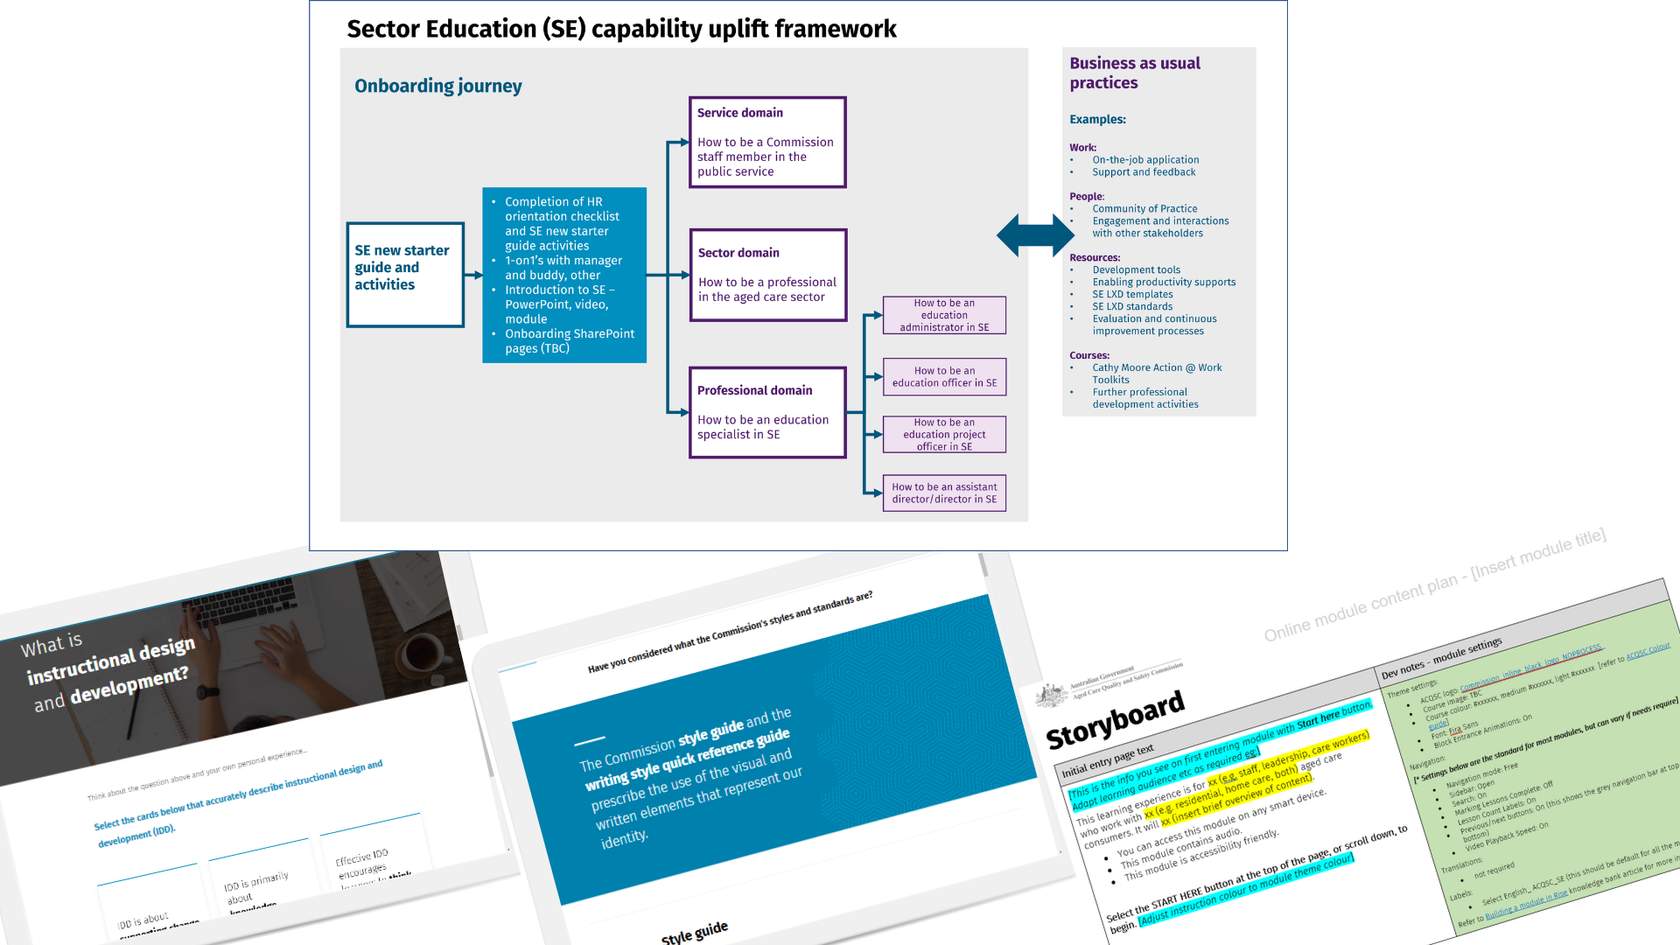 Sector Education (SE) capability uplift framework
Onboarding journey
SE new starter
guide and
activities
• Completion of HR
orientation checklist
and SE new starter
guide activities
• 1-on1's with manager
and buddy, other
• Introduction to SE –
PowerPoint, video,
module
• Onboarding SharePoint
pages (TBC)
Service domain
How to be a Commission
staff member in the
public service
Sector domain
How to be a professional
in the aged care sector
Professional domain
How to be an education
specialist in SE
How to be an
education
administrator in SE
How to be an
education officer in SE
How to be an
education project
officer in SE
How to be an assistant
director/director in SE
Business as usual
practices
Examples:
Work:
• On-the-job application
• Support and feedback
People:
• Community of Practice
• Engagement and interactions
with other stakeholders
Resources:
• Development tools
• Enabling productivity supports
• SE LXD templates
• SE LXD standards
• Evaluation and continuous
improvement processes
Courses:
• Cathy Moore Action @ Work
Toolkits
• Further professional
development activities
What is
instructional design
and development?
Think about the question above and your own personal experience...
Select the cards below that accurately describe instructional design and
development (IDD).
IDD is about
supporting change
IDD is primarily
about
knowledge
Effective IDD
encourages
think
Have you considered what the Commission's styles and standards are?
The Commission style guide and the
writing style quick reference guide
prescribe the use of the visual and
written elements that represent our
identity.
Style guide
Online module content plan - [Insert module title]
Australian Government
Aged Care Quality and Safety Commission
Storyboard
Initial entry page text
[This is the info you see on first entering module with Start here button.
Adapt learning audience etc as required eg:]
This learning experience is for xx (e.g. staff, leadership, care workers)
who work with xx (e.g. residential, home care, both) aged care
consumers. It will xx (insert brief overview of content).
• You can access this module on any smart device.
• This module contains audio.
• This module is accessibility friendly.
Select the START HERE button at the top of the page, or scroll down, to
begin. [Adjust instruction colour to module theme colour]
Dev notes - module settings
Theme settings:
• ACQSC logo: Commission_inline_black_logo_NOPROCESS
• Course image: TBC
• Course colour: #xxxxxx, medium #xxxxxx, light #xxxxxx [refer to ACQSC Colour
guide]
• Font: Fira Sans
• Block Entrance Animations: On
Navigation:
[* Settings below are the standard for most modules, but can vary if needs require]
• Navigation mode: Free
• Sidebar: Open
• Search: On
• Marking Lessons Complete: Off
• Lesson Count Labels: On
• Previous/next buttons: On (this shows the grey navigation bar at top
bottom)
• Video Playback Speed: On
Translations:
• not required
Labels:
• Select English_ ACQSC_SE (this should be default for all the m
Refer to Building a module in Rise knowledge bank article for more in